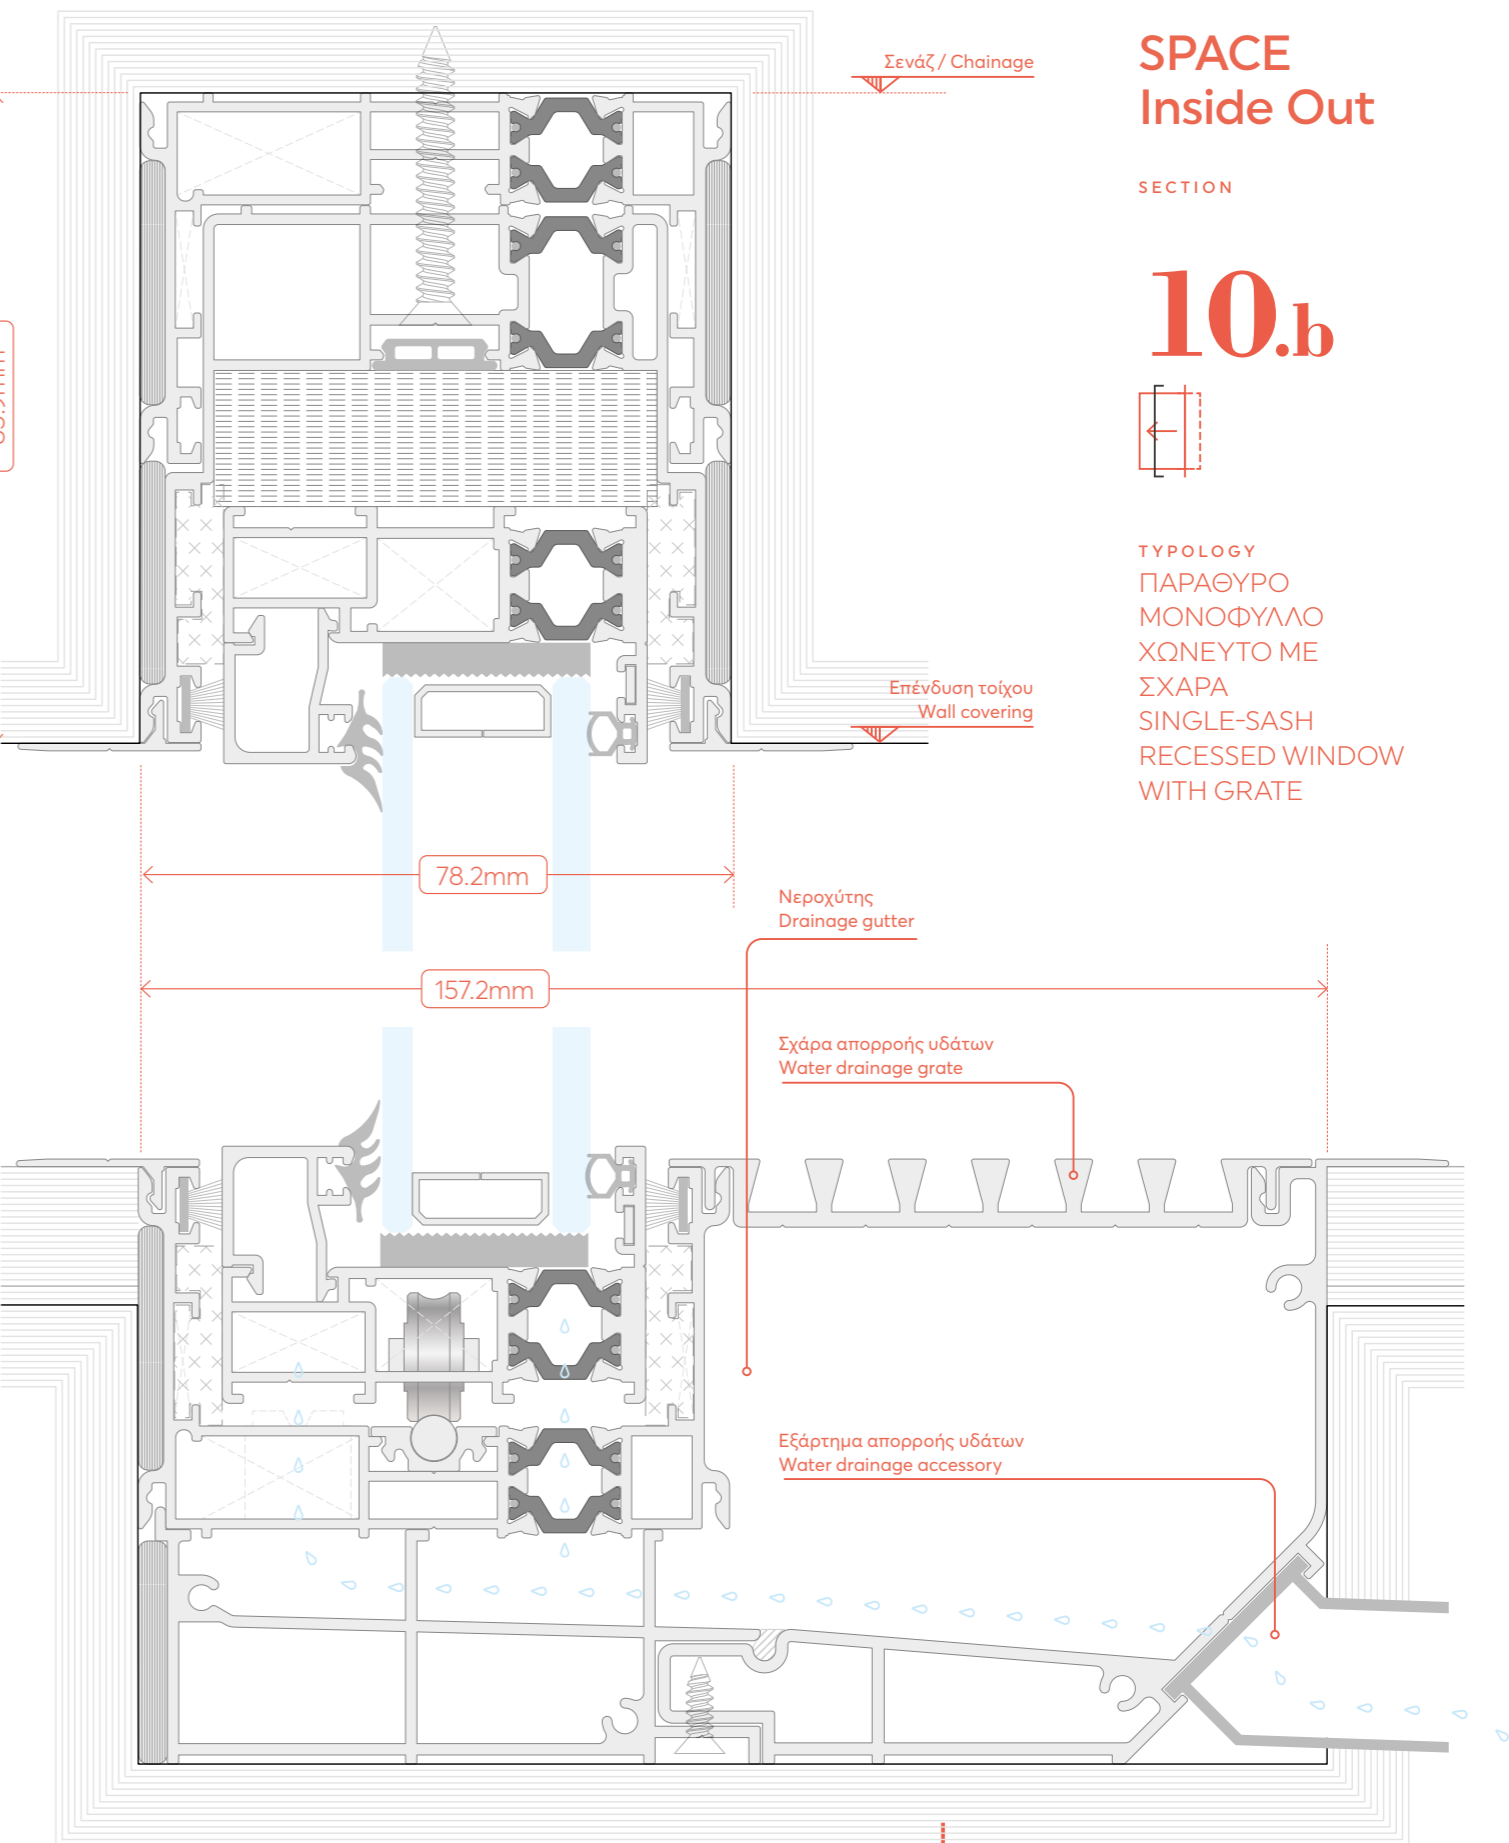 Σενάζ / Chainage
SPACE
Inside Out
SECTION
10.b
TYPOLOGY
ΠΑΡΑΘΥΡΟ
ΜΟΝΟΦΥΛΛΟ
ΧΩΝΕΥΤΟ ΜΕ
ΣΧΑΡΑ
SINGLE-SASH
RECESSED WINDOW
WITH GRATE
Επένδυση τοίχου
Wall covering
78.2mm
Νεροχύτης
Drainage gutter
157.2mm
Σχάρα απορροής υδάτων
Water drainage grate
Εξάρτημα απορροής υδάτων
Water drainage accessory